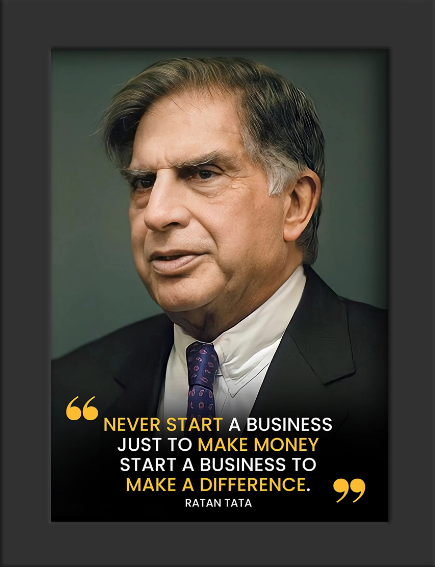 “
NEVER START A BUSINESS
JUST TO MAKE MONEY
START A BUSINESS TO
MAKE A DIFFERENCE.
”
RATAN TATA